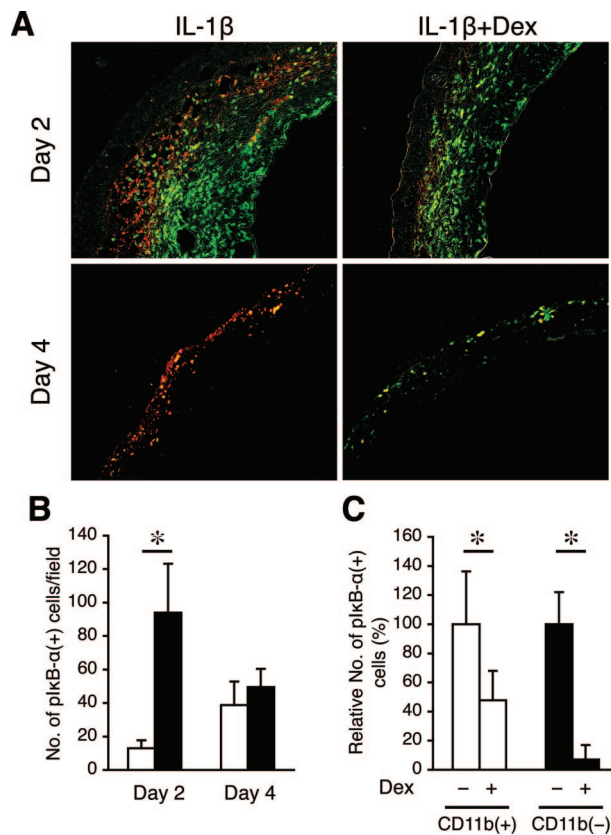 A
IL-1β
IL-1β+Dex
Day 2
Day 4
B
No. of pIκB-α(+) cells/field
140
120
100
80
60
40
20
0
*
Day 2
Day 4
C
Relative No. of pIκB-α(+)
cells (%)
160
140
120
100
80
60
40
20
0
*
*
Dex − + − +
CD11b(+) CD11b(−)